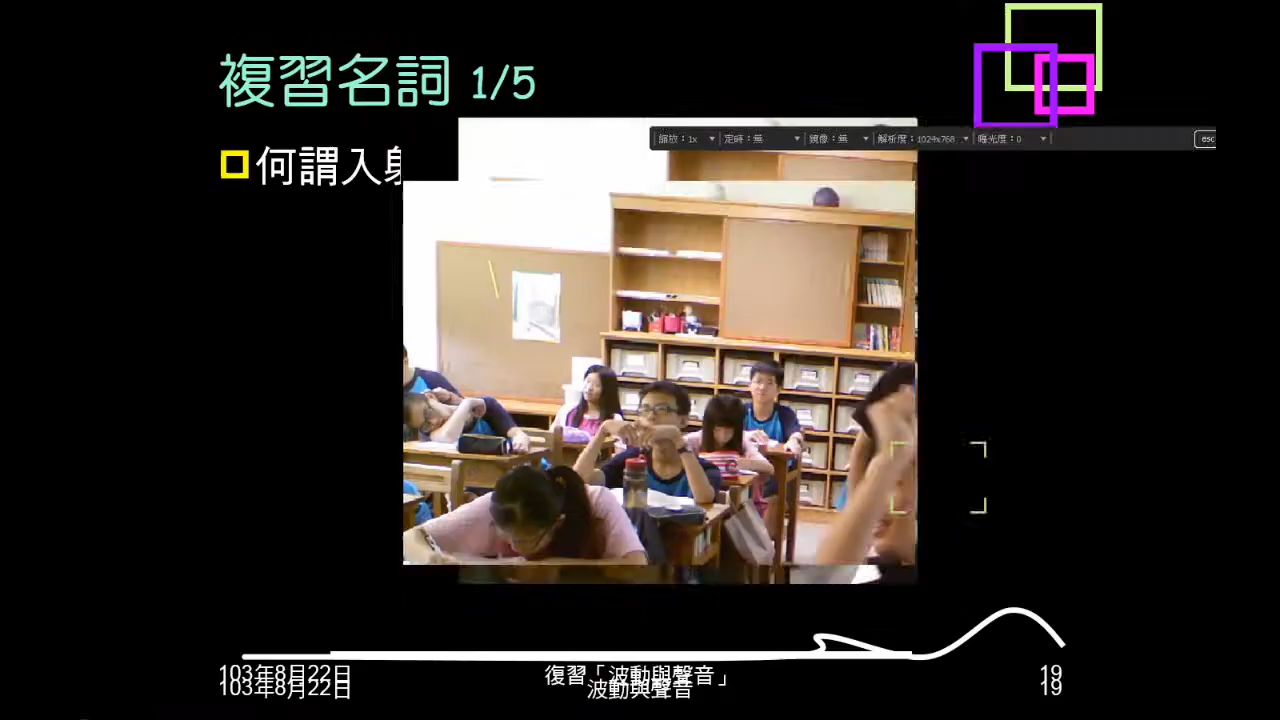 複習名詞 1/5
縮放：1x 定時：無 鏡像：無 解析度：1024x768 曝光度：0 esc
何謂入射
103年8月22日 復習「波動與聲音」 19
103年8月22日 波動與聲音 19